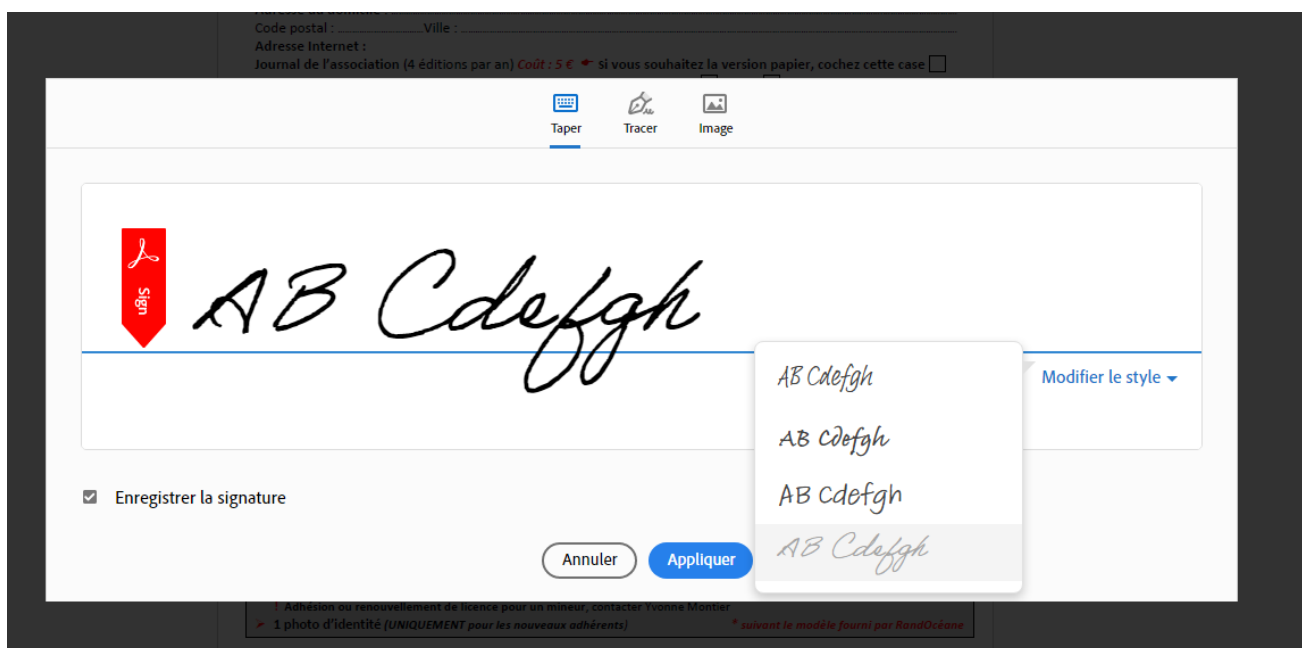 Adresse du domicile :
Code postal : Ville :
Adresse Internet :
Journal de l'association (4 éditions par an) Coût : 5 € si vous souhaitez la version papier, cochez cette case
Taper Tracer Image
Sign
AB Cdefgh
Modifier le style
AB Cdefgh
AB Cdefgh
AB Cdefgh
AB Cdefgh
Enregistrer la signature
Annuler Appliquer
! Adhésion ou renouvellement de licence pour un mineur, contacter Yvonne Montier
➢ 1 photo d'identité (UNIQUEMENT pour les nouveaux adhérents) * suivant le modèle fourni par RandOcéane